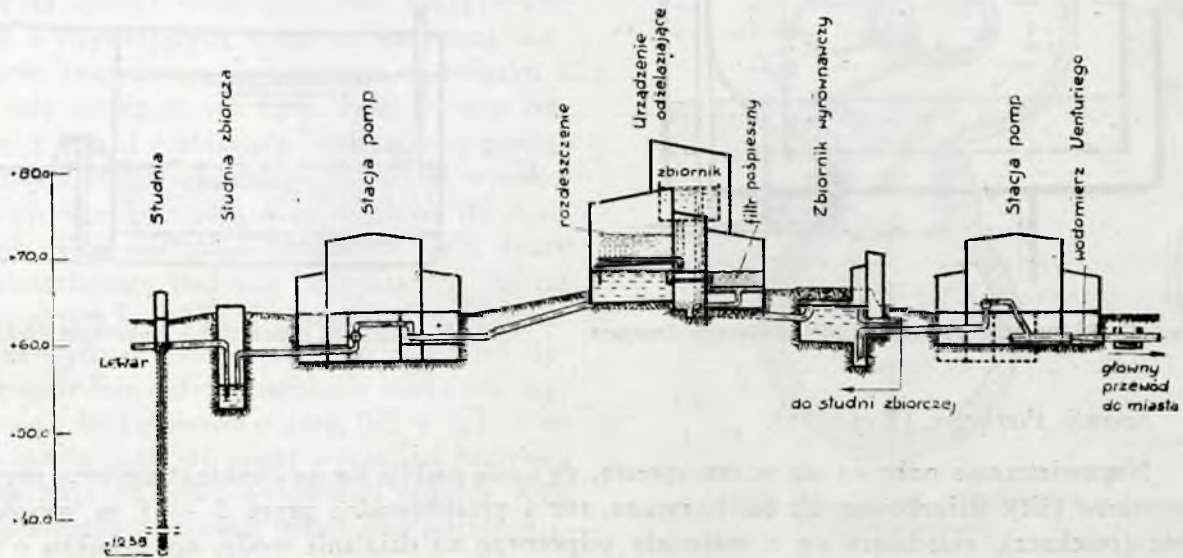 Studnia
Studnia zbiorcza
Stacja pomp
rozdeszczenie
Urządzenie
odżelaziające
zbiornik
filtr pośpieszny
Zbiornik wyrównawczy
Stacja pomp
wodomierz Venturiego
+80,0
+70,0
+60,0
+50,0
+40,0
Lewar
do studni zbiorczej
główny
przewód
do miasta